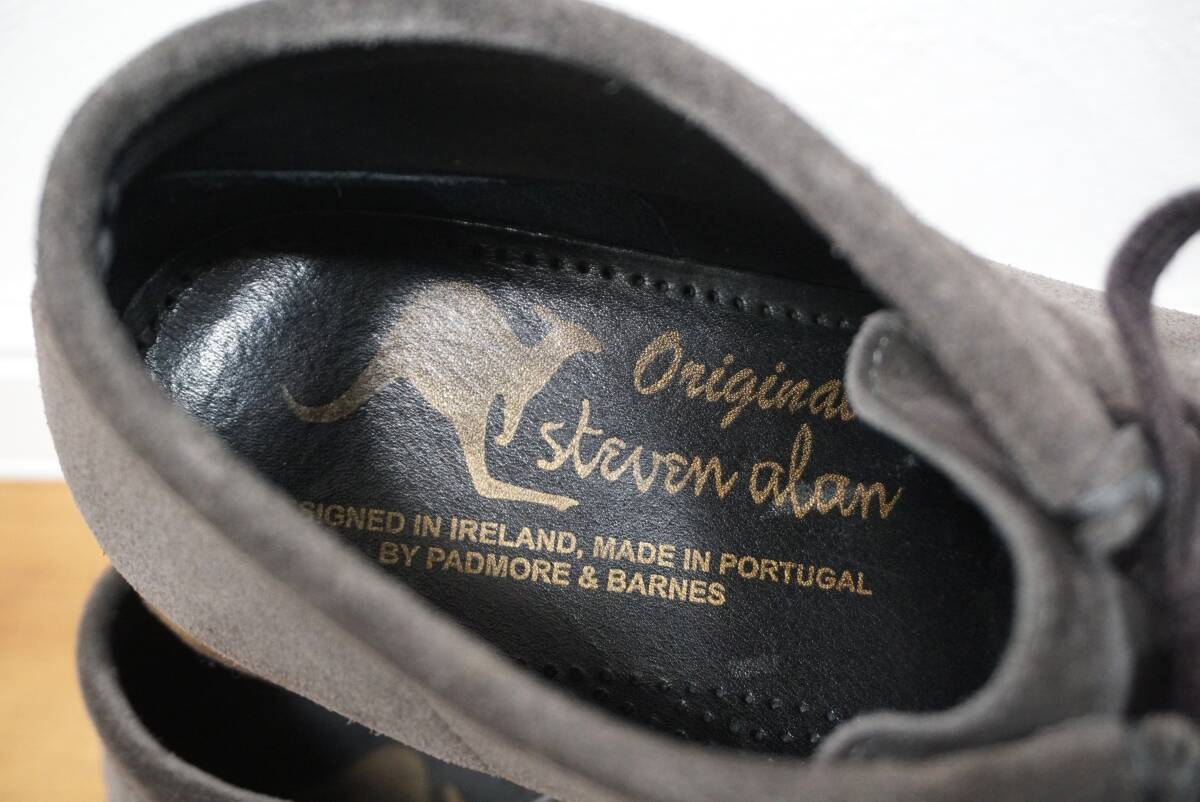 Original
steven alan
SIGNED IN IRELAND, MADE IN PORTUGAL
BY PADMORE & BARNES